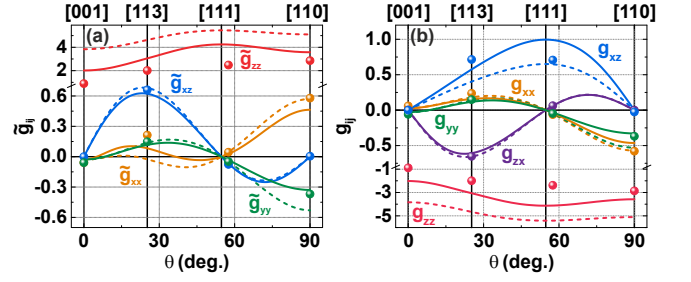 [001] [113] [111] [110]
(a)
4
2
0.6
0.3
0.0
-0.3
-0.6
g̃ij
g̃zz
g̃xz
g̃xx
g̃yy
0 30 60 90
θ (deg.)
[001] [113] [111] [110]
(b)
1.0
0.5
0.0
-0.5
-1
-3
-5
gij
gxz
gxx
gyy
gzx
gzz
0 30 60 90
θ (deg.)